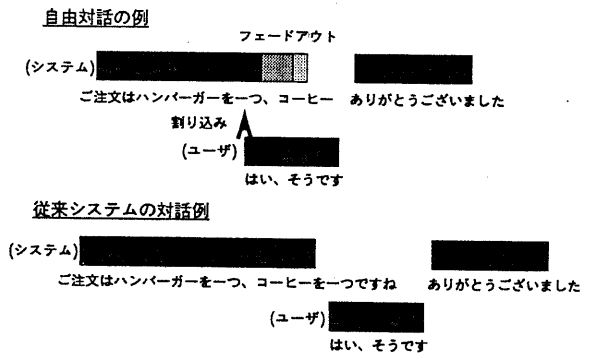 自由対話の例
フェードアウト
(システム)
ご注文はハンバーガーを一つ、コーヒー ありがとうございました
割り込み
(ユーザ)
はい、そうです
従来システムの対話例
(システム)
ご注文はハンバーガーを一つ、コーヒーを一つですね ありがとうございました
(ユーザ)
はい、そうです